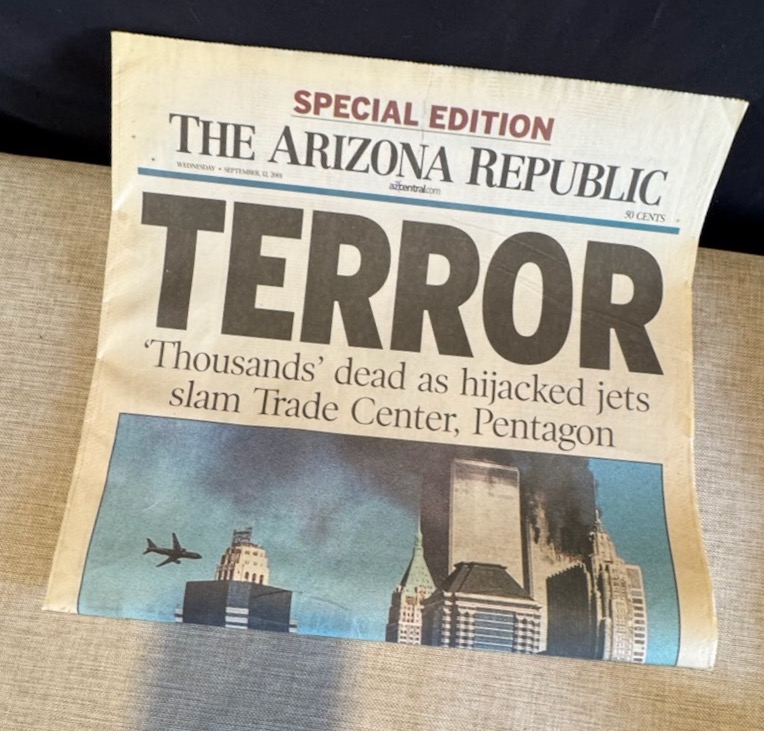 SPECIAL EDITION
THE ARIZONA REPUBLIC
WEDNESDAY • SEPTEMBER 12, 2001
azcentral.com
50 CENTS
TERROR
‘Thousands’ dead as hijacked jets
slam Trade Center, Pentagon